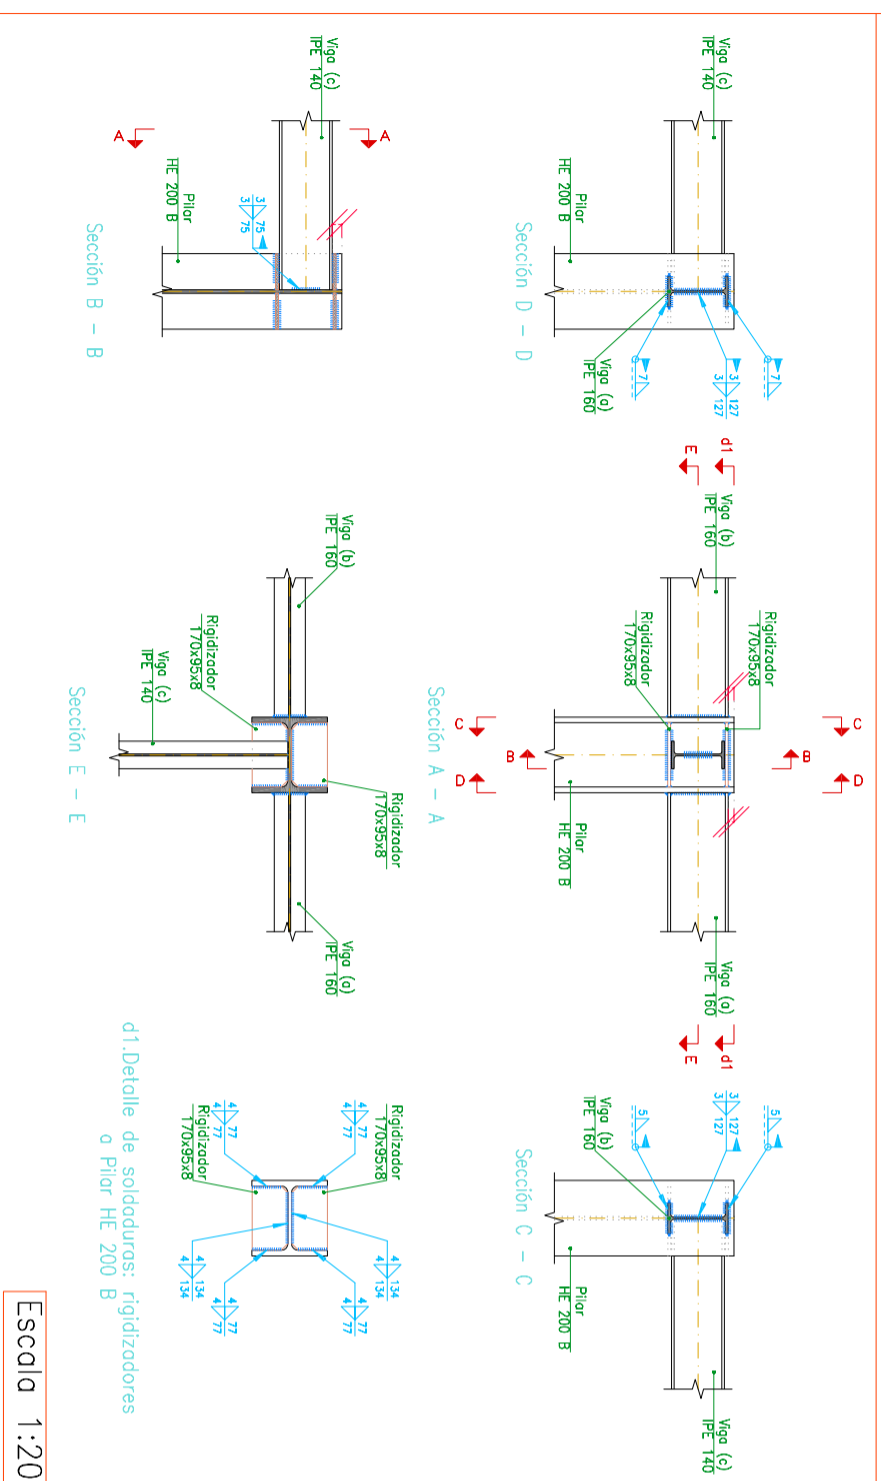 Viga (c)
IPE 140
7
3 127
3 127
7
Viga (a)
IPE 160
Pilar
HE 200 B
Sección D - D
C
D
B
d1
d1
E
E
Viga (b)
IPE 160
Rigidizador
170x95x8
Rigidizador
170x95x8
Viga (a)
IPE 160
Pilar
HE 200 B
B
C
D
Sección A - A
5
3 127
3 127
5
Viga (b)
IPE 160
Pilar
HE 200 B
Viga (c)
IPE 140
Sección C - C
A
Viga (c)
IPE 140
3 75
3 75
Pilar
HE 200 B
A
Sección B - B
Viga (b)
IPE 160
Rigidizador
170x95x8
Rigidizador
170x95x8
Viga (a)
IPE 160
Viga (c)
IPE 140
Sección E - E
Rigidizador
170x95x8
4 77
4 77
4 134
4 134
4 77
4 77
Rigidizador
170x95x8
4 77
4 77
4 134
4 134
4 77
4 77
d1.Detalle de soldaduras: rigidizadores
a Pilar HE 200 B
Escala 1:20